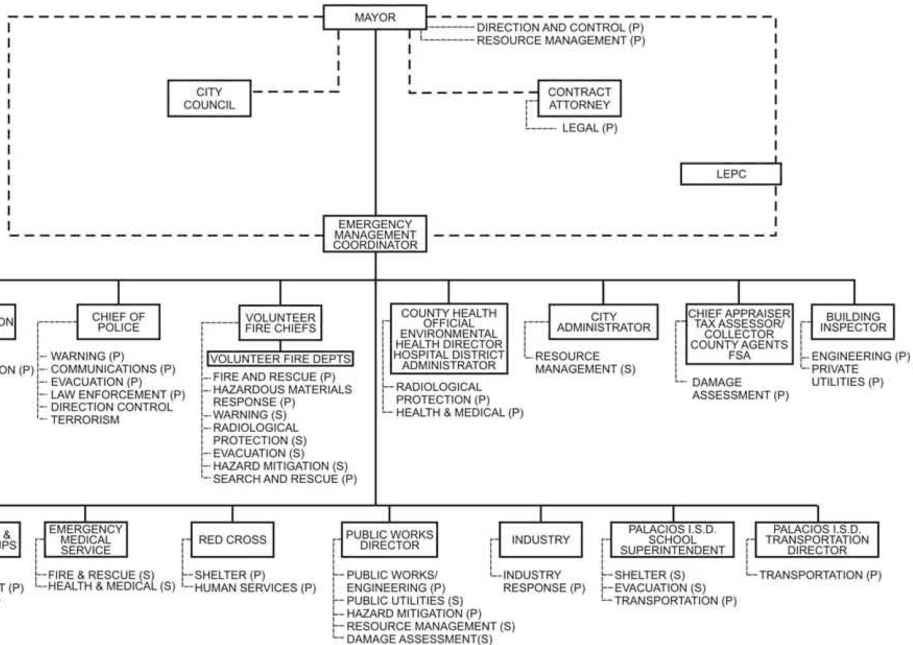 MAYOR
DIRECTION AND CONTROL (P)
RESOURCE MANAGEMENT (P)
CITY
COUNCIL
CONTRACT
ATTORNEY
LEGAL (P)
LEPC
EMERGENCY
MANAGEMENT
COORDINATOR
ON
ON (P)
CHIEF OF
POLICE
WARNING (P)
COMMUNICATIONS (P)
EVACUATION (P)
LAW ENFORCEMENT (P)
DIRECTION CONTROL
TERRORISM
VOLUNTEER
FIRE CHIEFS
VOLUNTEER FIRE DEPTS
FIRE AND RESCUE (P)
HAZARDOUS MATERIALS
RESPONSE (P)
WARNING (S)
RADIOLOGICAL
PROTECTION (S)
EVACUATION (S)
HAZARD MITIGATION (S)
SEARCH AND RESCUE (P)
COUNTY HEALTH
OFFICIAL
ENVIRONMENTAL
HEALTH DIRECTOR
HOSPITAL DISTRICT
ADMINISTRATOR
RADIOLOGICAL
PROTECTION (P)
HEALTH & MEDICAL (P)
CITY
ADMINISTRATOR
RESOURCE
MANAGEMENT (S)
CHIEF APPRAISER
TAX ASSESSOR/
COLLECTOR
COUNTY AGENTS
FSA
DAMAGE
ASSESSMENT (P)
BUILDING
INSPECTOR
ENGINEERING (P)
PRIVATE
UTILITIES (P)
&
UPS
T (P)
EMERGENCY
MEDICAL
SERVICE
FIRE & RESCUE (S)
HEALTH & MEDICAL (S)
RED CROSS
SHELTER (P)
HUMAN SERVICES (P)
PUBLIC WORKS
DIRECTOR
PUBLIC WORKS/
ENGINEERING (P)
PUBLIC UTILITIES (S)
HAZARD MITIGATION (P)
RESOURCE MANAGEMENT (S)
DAMAGE ASSESSMENT(S)
INDUSTRY
INDUSTRY
RESPONSE (P)
PALACIOS I.S.D.
SCHOOL
SUPERINTENDENT
SHELTER (S)
EVACUATION (S)
TRANSPORTATION (P)
PALACIOS I.S.D.
TRANSPORTATION
DIRECTOR
TRANSPORTATION (P)